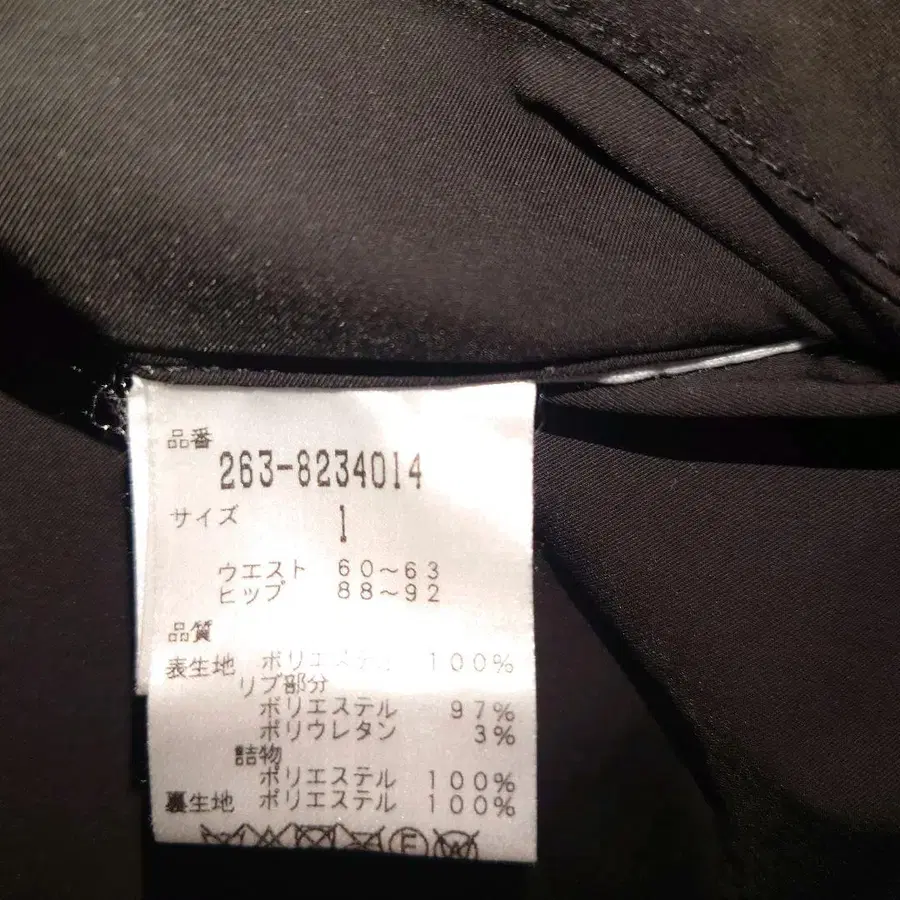 品番
263-8234014
サイズ 1
ウエスト 60～63
ヒップ 88～92
品質
表生地 ポリエステル 100%
リブ部分
ポリエステル 97%
ポリウレタン 3%
詰物
ポリエステル 100%
裏生地 ポリエステル 100%